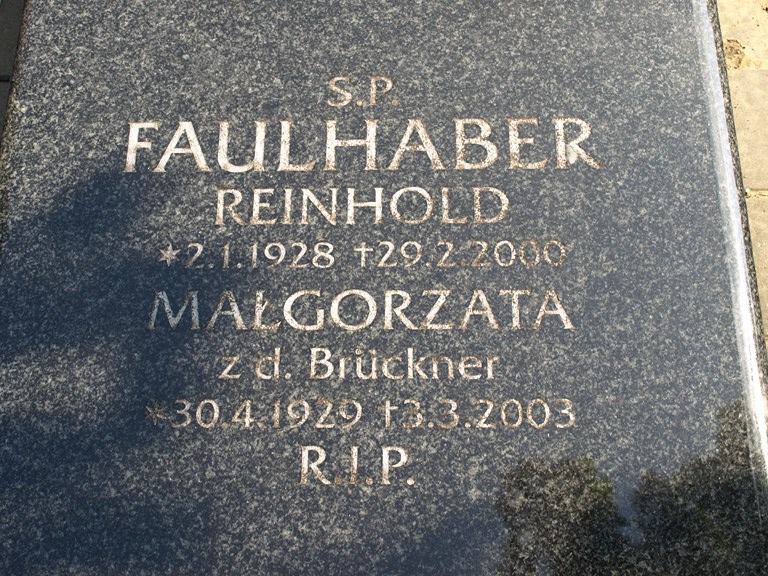 S.P.
FAULHABER
REINHOLD
*2.1.1928 †29.2.2000
MAŁGORZATA
z d. Brückner
*30.4.1929 †3.3.2003
R.I.P.